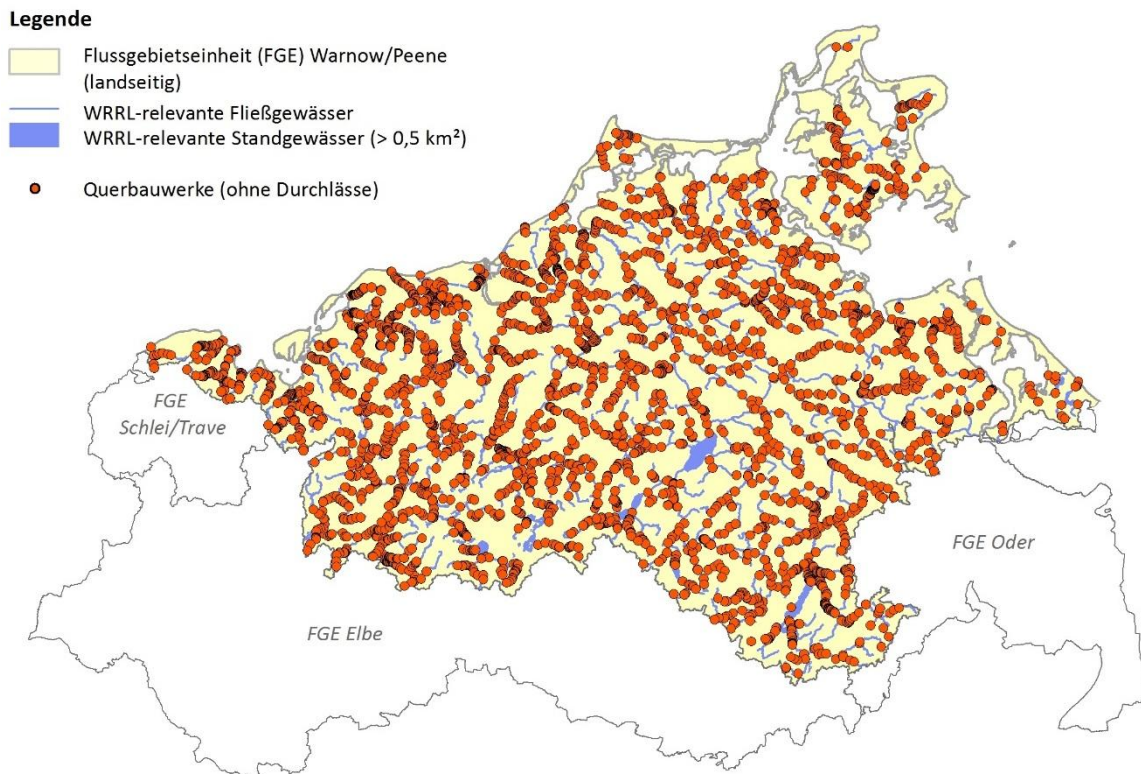 Legende
Flussgebietseinheit (FGE) Warnow/Peene
(landseitig)
WRRL-relevante Fließgewässer
WRRL-relevante Standgewässer (> 0,5 km²)
Querbauwerke (ohne Durchlässe)
FGE
Schlei/Trave
FGE Oder
FGE Elbe